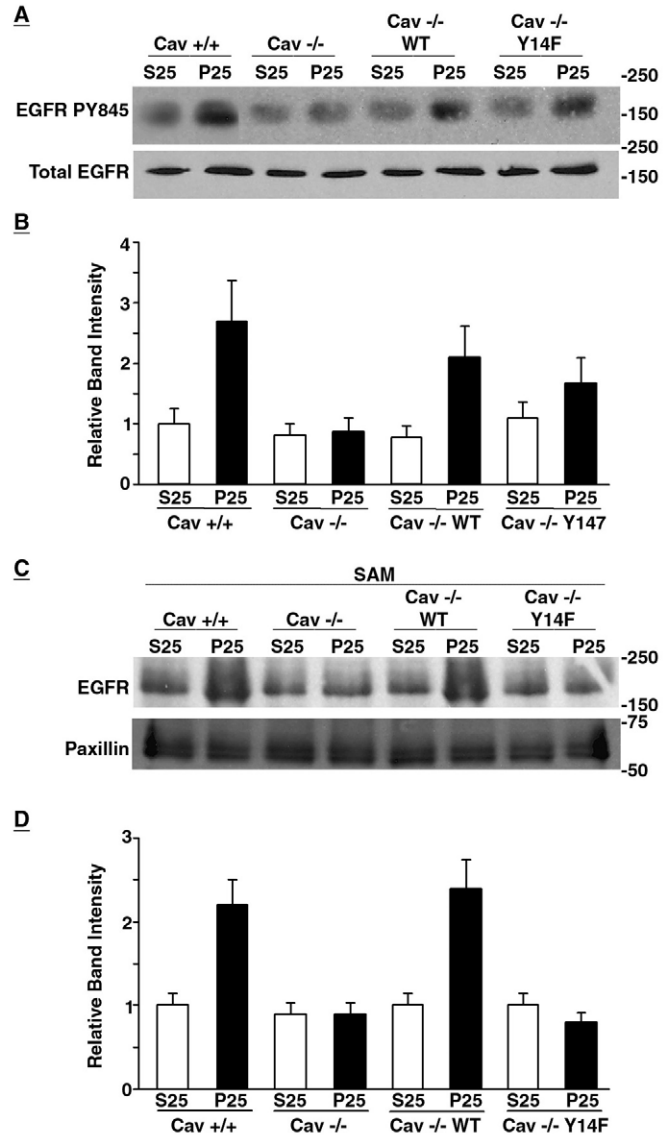 A
Cav -/- Cav -/-
Cav +/+ Cav -/- WT Y14F
S25 P25 S25 P25 S25 P25 S25 P25
-250
EGFR PY845 -150
-250
Total EGFR -150
B
Relative Band Intensity
4
3
2
1
0
S25 P25 S25 P25 S25 P25 S25 P25
Cav +/+ Cav -/- Cav -/- WT Cav -/- Y147
C
SAM
Cav -/- Cav -/-
Cav +/+ Cav -/- WT Y14F
S25 P25 S25 P25 S25 P25 S25 P25
-250
EGFR
-150
-75
Paxillin
-50
D
Relative Band Intensity
3
2
1
0
S25 P25 S25 P25 S25 P25 S25 P25
Cav +/+ Cav -/- Cav -/- WT Cav -/- Y14F